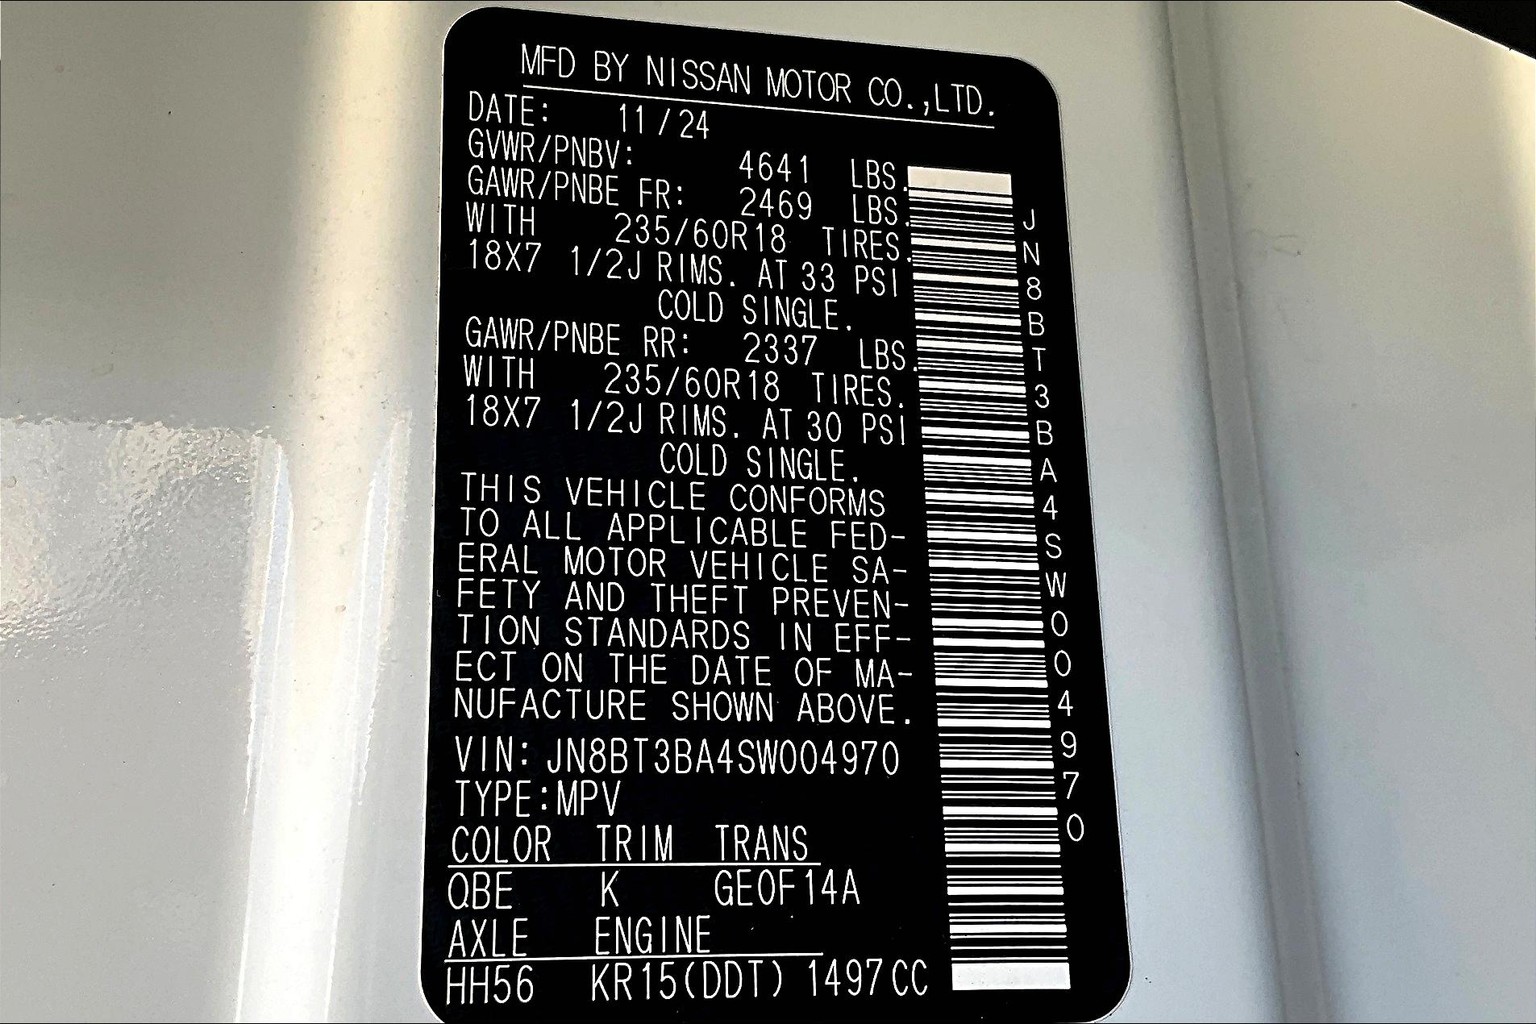 MFD BY NISSAN MOTOR CO.,LTD.
DATE: 11/24
GVWR/PNBV: 4641 LBS.
GAWR/PNBE FR: 2469 LBS.
WITH 235/60R18 TIRES.
18X7 1/2J RIMS. AT 33 PSI
COLD SINGLE.
GAWR/PNBE RR: 2337 LBS.
WITH 235/60R18 TIRES.
18X7 1/2J RIMS. AT 30 PSI
COLD SINGLE.
THIS VEHICLE CONFORMS
TO ALL APPLICABLE FED-
ERAL MOTOR VEHICLE SA-
FETY AND THEFT PREVEN-
TION STANDARDS IN EFF-
ECT ON THE DATE OF MA-
NUFACTURE SHOWN ABOVE.
VIN: JN8BT3BA4SW004970
TYPE:MPV
COLOR TRIM TRANS
QBE K GE0F14A
AXLE ENGINE
HH56 KR15(DDT) 1497CC
JN8BT3BA4SW004970